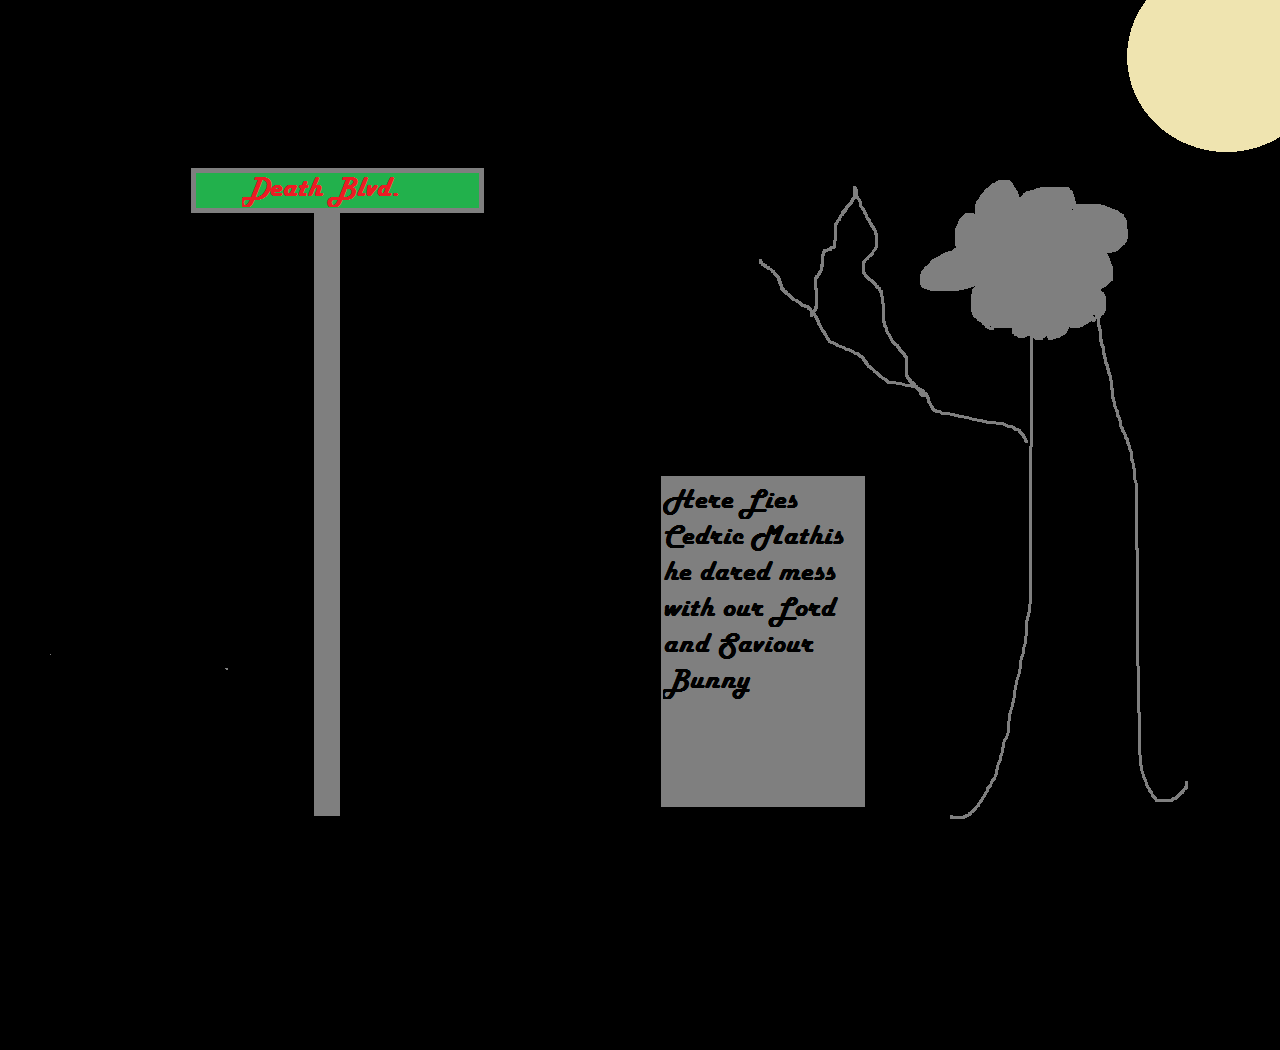 Death Blvd.
Here Lies
Cedric Mathis
he dared mess
with our Lord
and Saviour
Bunny